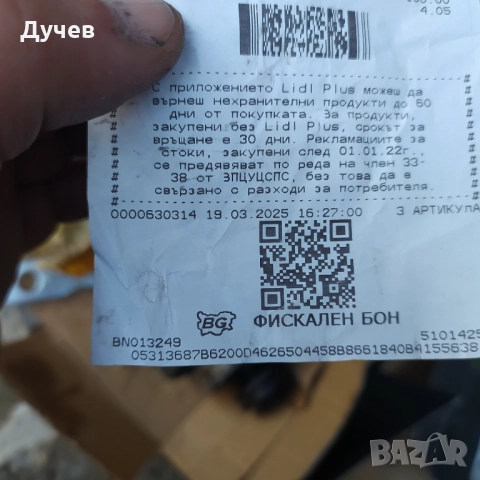 Дучев
4.05
С приложението Lidl Plus можеш да
върнеш нехранителни продукти до 60
дни от покупката. За продукти,
закупени без Lidl Plus, срокът за
връщане е 30 дни. Рекламациите за
стоки, закупени след 01.01.22г.,
се предявяват по реда на член 33-
38 от ЗПЦУЦСПС, без това да е
свързано с разходи за потребителя.
0000630314 19.03.2025 16:27:00 3 АРТИКУЛА
BG ФИСКАЛЕН БОН
BN013249 5101425
05313687B6200D4626504458B8661840B4155638
BAZAR